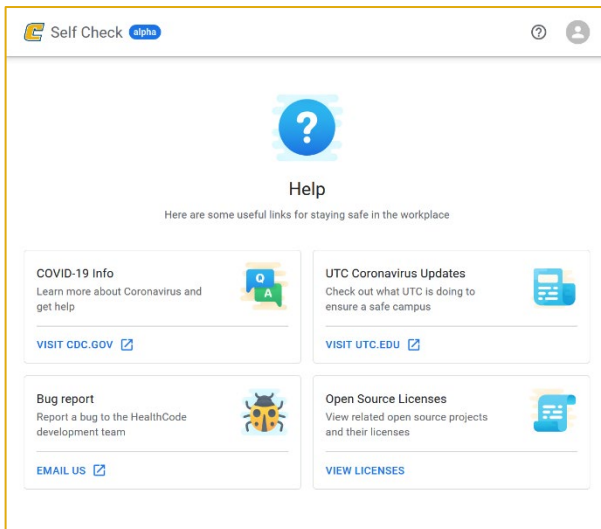 C Self Check alpha
?
Help
Here are some useful links for staying safe in the workplace
COVID-19 Info
Learn more about Coronavirus and
get help
Q
A
VISIT CDC.GOV
UTC Coronavirus Updates
Check out what UTC is doing to
ensure a safe campus
VISIT UTC.EDU
Bug report
Report a bug to the HealthCode
development team
EMAIL US
Open Source Licenses
View related open source projects
and their licenses
VIEW LICENSES